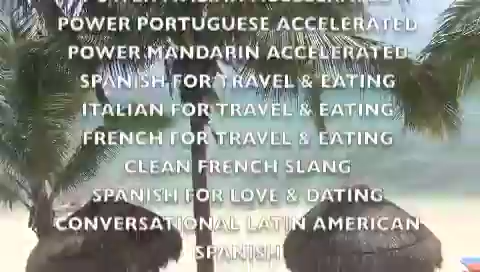 POWER PORTUGUESE ACCELERATED
POWER MANDARIN ACCELERATED
SPANISH FOR TRAVEL & EATING
ITALIAN FOR TRAVEL & EATING
FRENCH FOR TRAVEL & EATING
CLEAN FRENCH SLANG
SPANISH FOR LOVE & DATING
CONVERSATIONAL LATIN AMERICAN
SPANISH